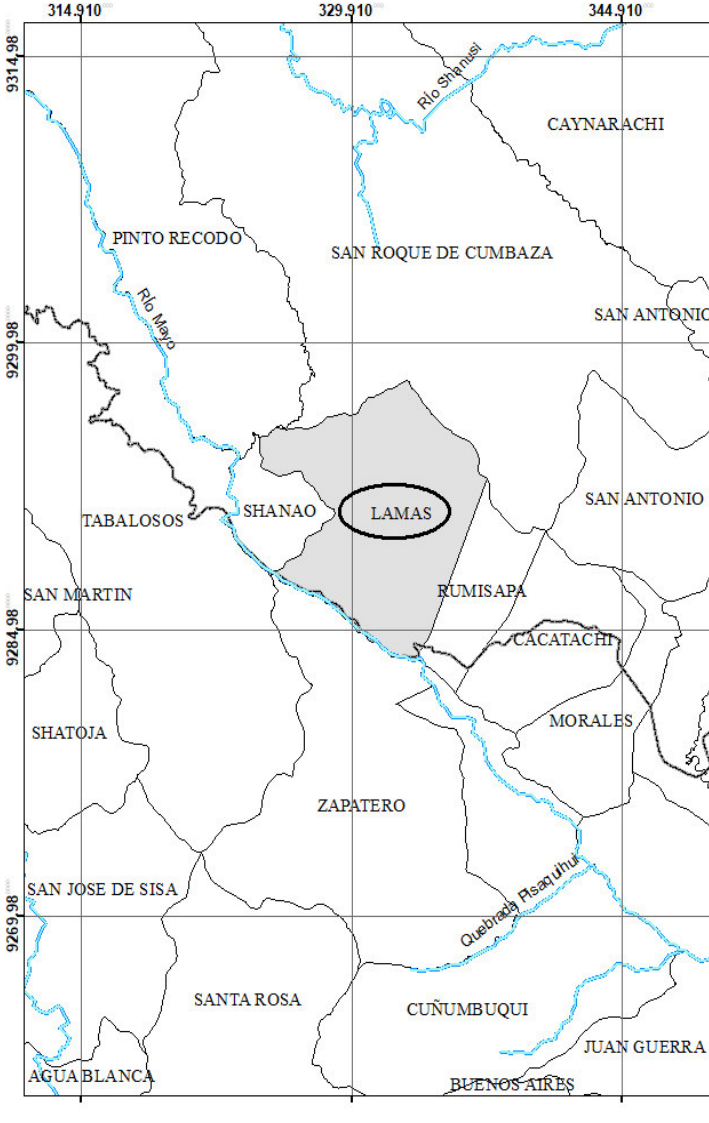 314.910 329.910 344.910
9314.98
Río Shanusi
CAYNARACHI
PINTO RECODO
SAN ROQUE DE CUMBAZA
RÍo Mayo
SAN ANTONIO
9299.98
SHANAO
LAMAS
SAN ANTONIO
TABALOSOS
SAN MARTIN
RUMISAPA
9284.98
CACATACHI
SHATOJA
MORALES
ZAPATERO
SAN JOSE DE SISA
Quebrada Pisaquihui
9269.98
SANTA ROSA
CUÑUMBUQUI
JUAN GUERRA
AGUA BLANCA
BUENOS AIRES